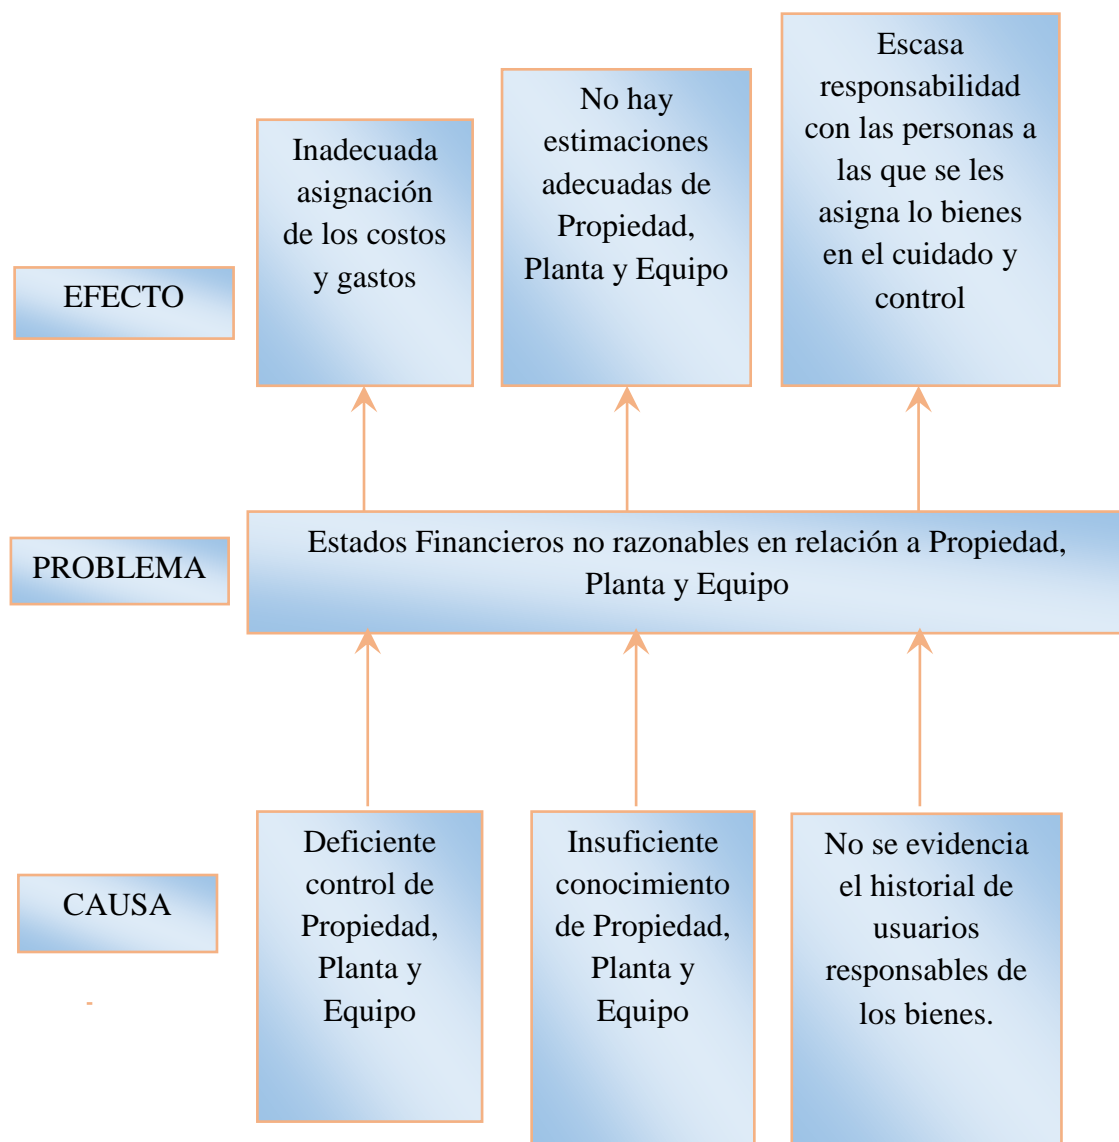 Inadecuada
asignación
de los costos
y gastos
No hay
estimaciones
adecuadas de
Propiedad,
Planta y Equipo
Escasa
responsabilidad
con las personas a
las que se les
asigna lo bienes
en el cuidado y
control
EFECTO
PROBLEMA
Estados Financieros no razonables en relación a Propiedad,
Planta y Equipo
CAUSA
Deficiente
control de
Propiedad,
Planta y
Equipo
Insuficiente
conocimiento
de Propiedad,
Planta y
Equipo
No se evidencia
el historial de
usuarios
responsables de
los bienes.